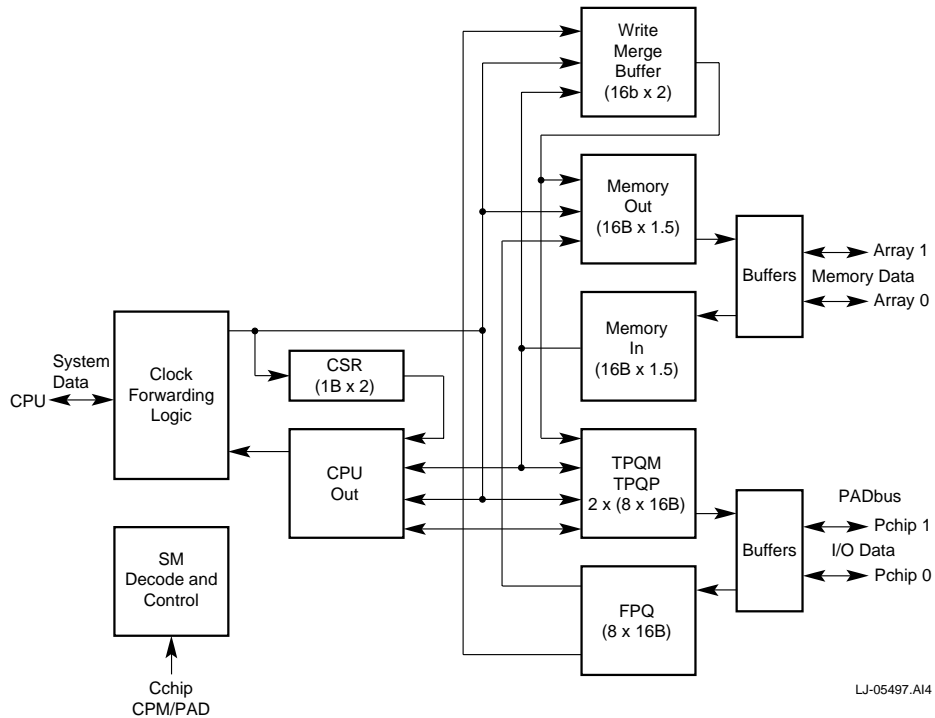 Write
Merge
Buffer
(16b x 2)
Memory
Out
(16B x 1.5)
Buffers
Array 1
Memory Data
Array 0
Memory
In
(16B x 1.5)
System
Data
CPU
Clock
Forwarding
Logic
CSR
(1B x 2)
CPU
Out
TPQM
TPQP
2 x (8 x 16B)
Buffers
PADbus
Pchip 1
I/O Data
Pchip 0
SM
Decode and
Control
FPQ
(8 x 16B)
Cchip
CPM/PAD
LJ-05497.AI4